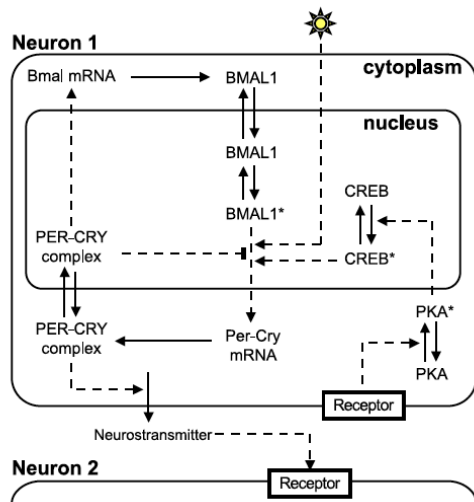 Neuron 1
cytoplasm
Bmal mRNA
BMAL1
nucleus
BMAL1
CREB
BMAL1*
PER-CRY
complex
CREB*
PER-CRY
complex
Per-Cry
mRNA
PKA*
PKA
Receptor
Neurostransmitter
Neuron 2
Receptor